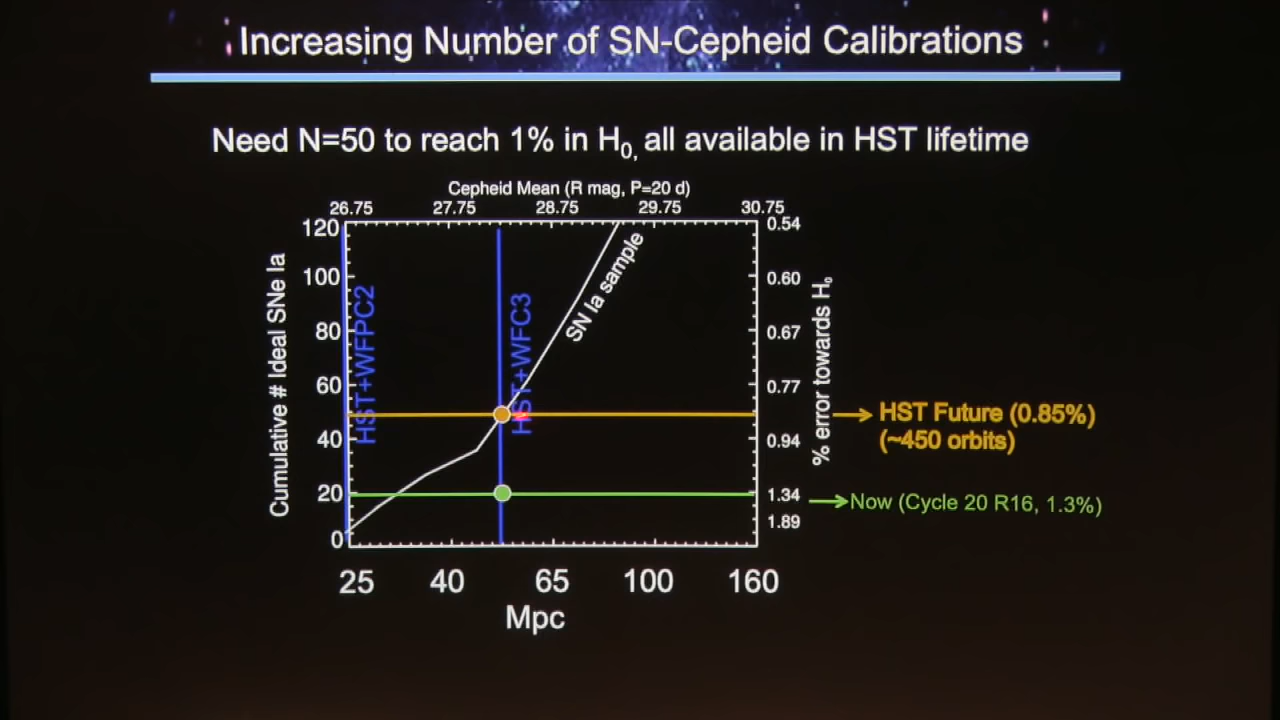 Increasing Number of SN-Cepheid Calibrations
Need N=50 to reach 1% in H0, all available in HST lifetime
Cepheid Mean (R mag, P=20 d)
26.75 27.75 28.75 29.75 30.75
Cumulative # Ideal SNe Ia
120
100
80
60
40
20
0
HST+WFPC2
HST+WFC3
SN Ia sample
0.54
0.60
0.67
0.77
0.94
1.34
1.89
% error towards H0
HST Future (0.85%)
(~450 orbits)
Now (Cycle 20 R16, 1.3%)
25 40 65 100 160
Mpc